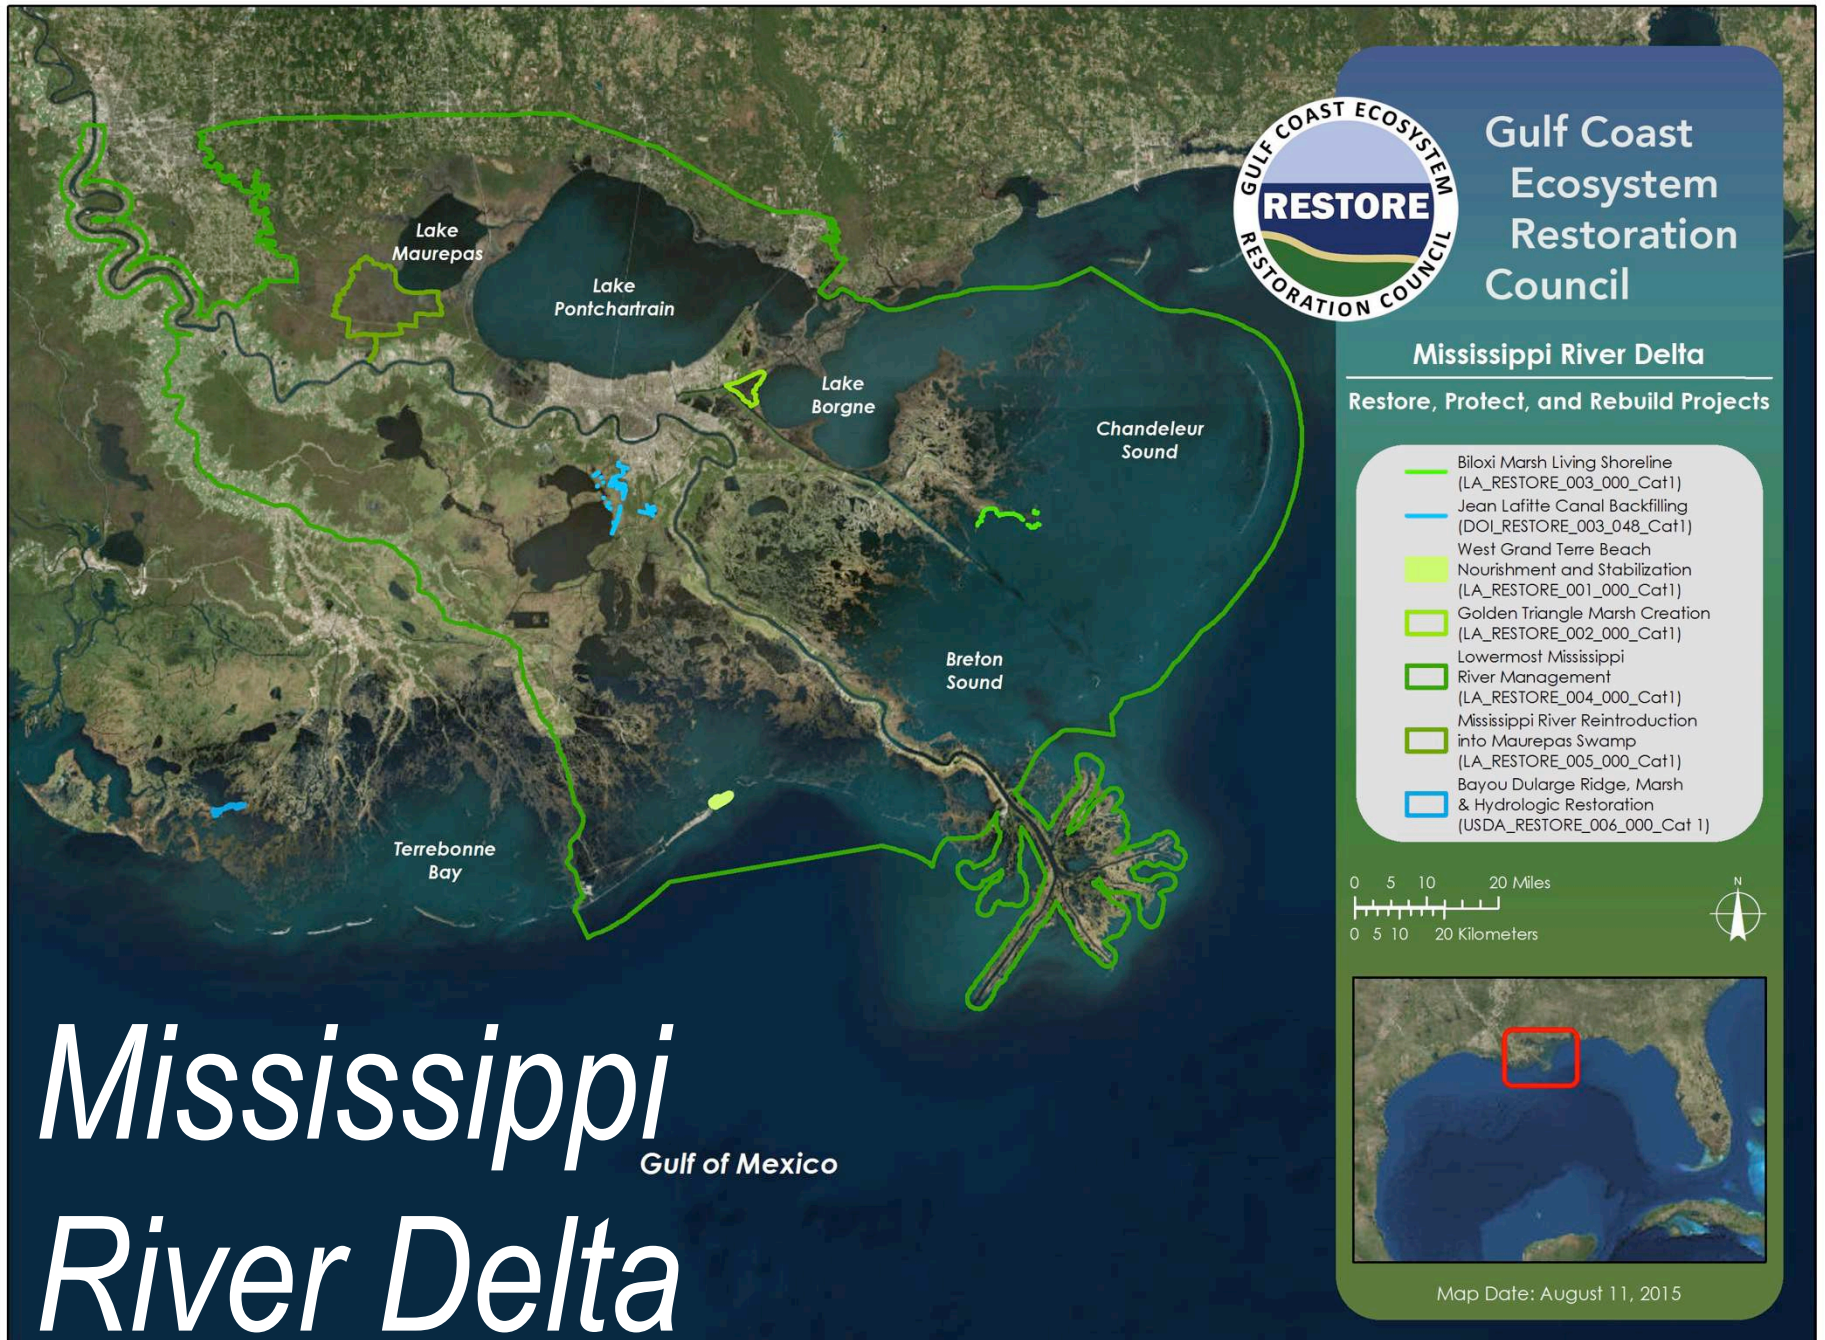 Lake
Maurepas
Lake
Pontchartrain
Lake
Borgne
Chandeleur
Sound
Breton
Sound
Terrebonne
Bay
Gulf of Mexico
Mississippi
River Delta
GULF COAST ECOSYSTEM
RESTORE
RESTORATION COUNCIL
Gulf Coast
Ecosystem
Restoration
Council
Mississippi River Delta
Restore, Protect, and Rebuild Projects
Biloxi Marsh Living Shoreline
(LA_RESTORE_003_000_Cat1)
Jean Lafitte Canal Backfilling
(DOI_RESTORE_003_048_Cat1)
West Grand Terre Beach
Nourishment and Stabilization
(LA_RESTORE_001_000_Cat1)
Golden Triangle Marsh Creation
(LA_RESTORE_002_000_Cat1)
Lowermost Mississippi
River Management
(LA_RESTORE_004_000_Cat1)
Mississippi River Reintroduction
into Maurepas Swamp
(LA_RESTORE_005_000_Cat1)
Bayou Dularge Ridge, Marsh
& Hydrologic Restoration
(USDA_RESTORE_006_000_Cat 1)
0 5 10 20 Miles
0 5 10 20 Kilometers
N
Map Date: August 11, 2015